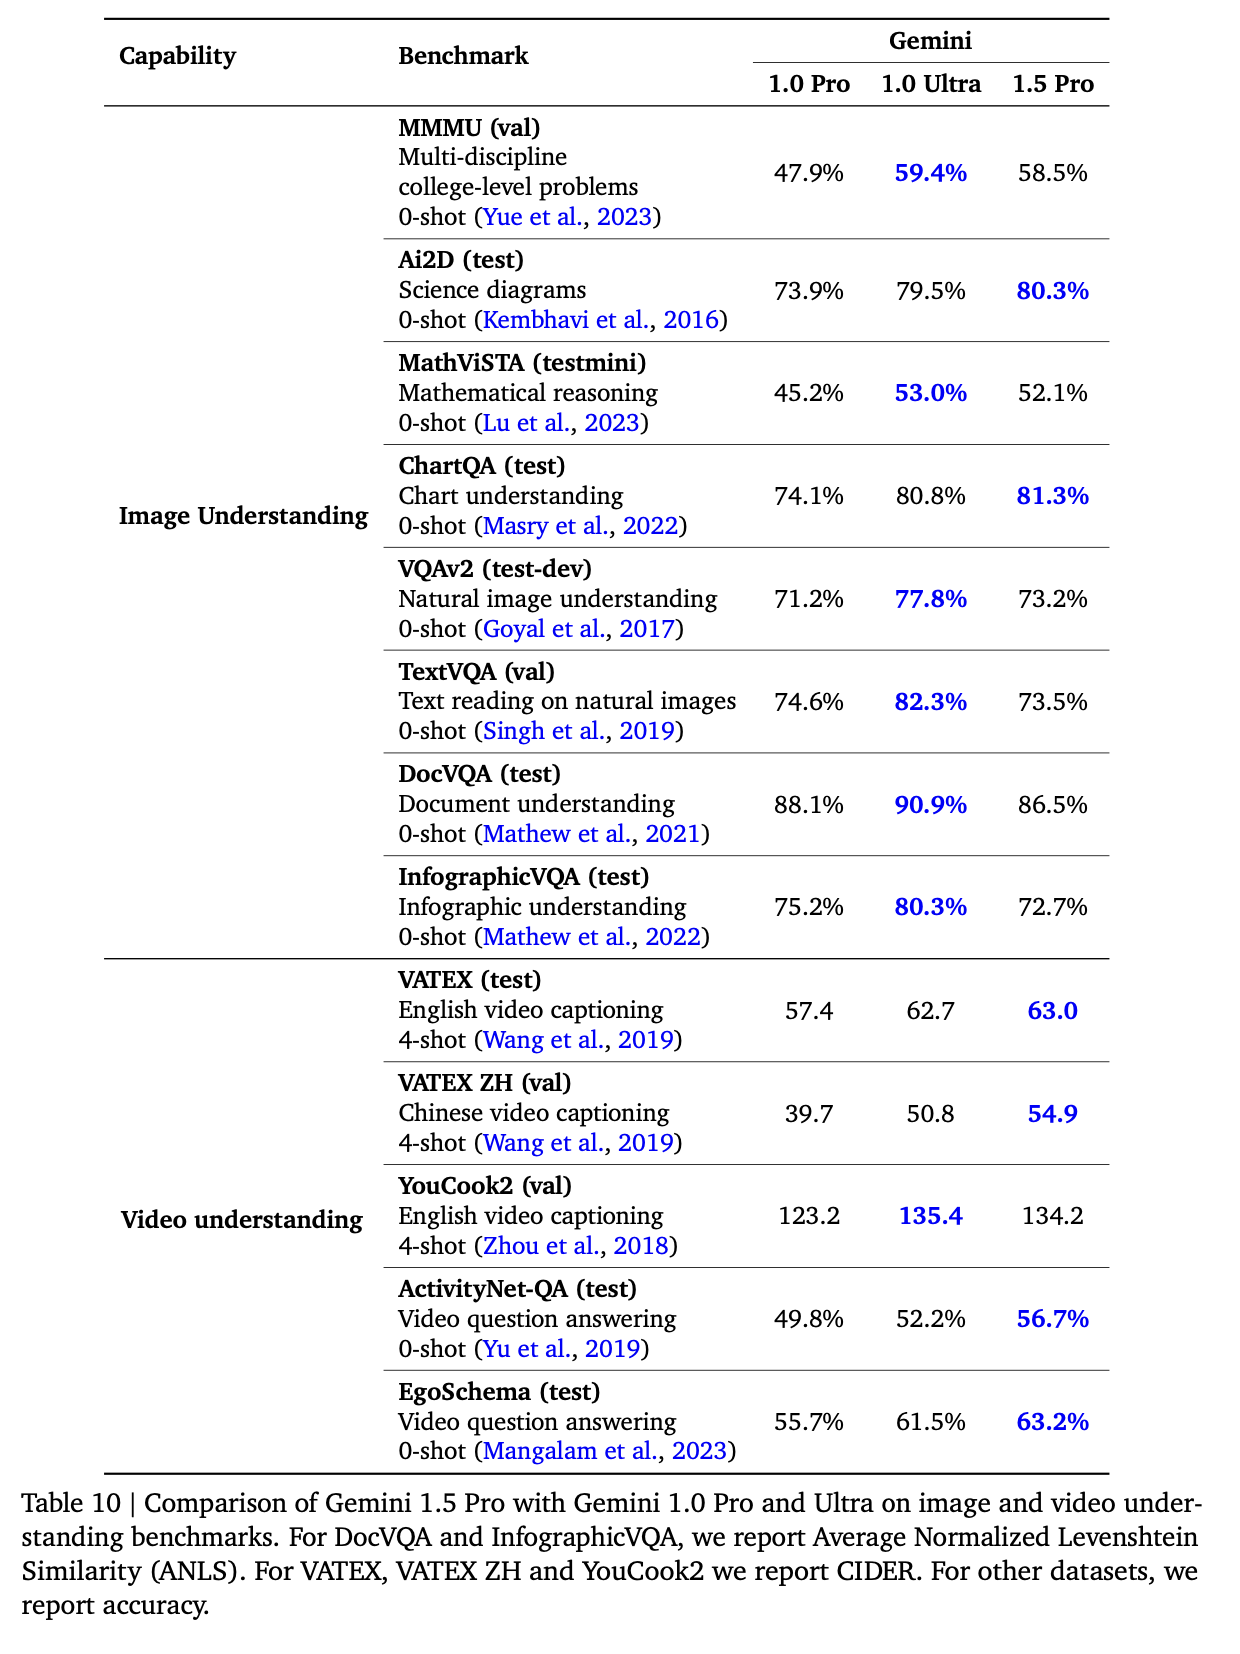 Capability Benchmark Gemini
1.0 Pro 1.0 Ultra 1.5 Pro
Image Understanding
MMMU (val)
Multi-discipline
college-level problems
0-shot (Yue et al., 2023)
47.9% 59.4% 58.5%
Ai2D (test)
Science diagrams
0-shot (Kembhavi et al., 2016)
73.9% 79.5% 80.3%
MathViSTA (testmini)
Mathematical reasoning
0-shot (Lu et al., 2023)
45.2% 53.0% 52.1%
ChartQA (test)
Chart understanding
0-shot (Masry et al., 2022)
74.1% 80.8% 81.3%
VQAv2 (test-dev)
Natural image understanding
0-shot (Goyal et al., 2017)
71.2% 77.8% 73.2%
TextVQA (val)
Text reading on natural images
0-shot (Singh et al., 2019)
74.6% 82.3% 73.5%
DocVQA (test)
Document understanding
0-shot (Mathew et al., 2021)
88.1% 90.9% 86.5%
InfographicVQA (test)
Infographic understanding
0-shot (Mathew et al., 2022)
75.2% 80.3% 72.7%
Video understanding
VATEX (test)
English video captioning
4-shot (Wang et al., 2019)
57.4 62.7 63.0
VATEX ZH (val)
Chinese video captioning
4-shot (Wang et al., 2019)
39.7 50.8 54.9
YouCook2 (val)
English video captioning
4-shot (Zhou et al., 2018)
123.2 135.4 134.2
ActivityNet-QA (test)
Video question answering
0-shot (Yu et al., 2019)
49.8% 52.2% 56.7%
EgoSchema (test)
Video question answering
0-shot (Mangalam et al., 2023)
55.7% 61.5% 63.2%
Table 10 | Comparison of Gemini 1.5 Pro with Gemini 1.0 Pro and Ultra on image and video under-
standing benchmarks. For DocVQA and InfographicVQA, we report Average Normalized Levenshtein
Similarity (ANLS). For VATEX, VATEX ZH and YouCook2 we report CIDER. For other datasets, we
report accuracy.